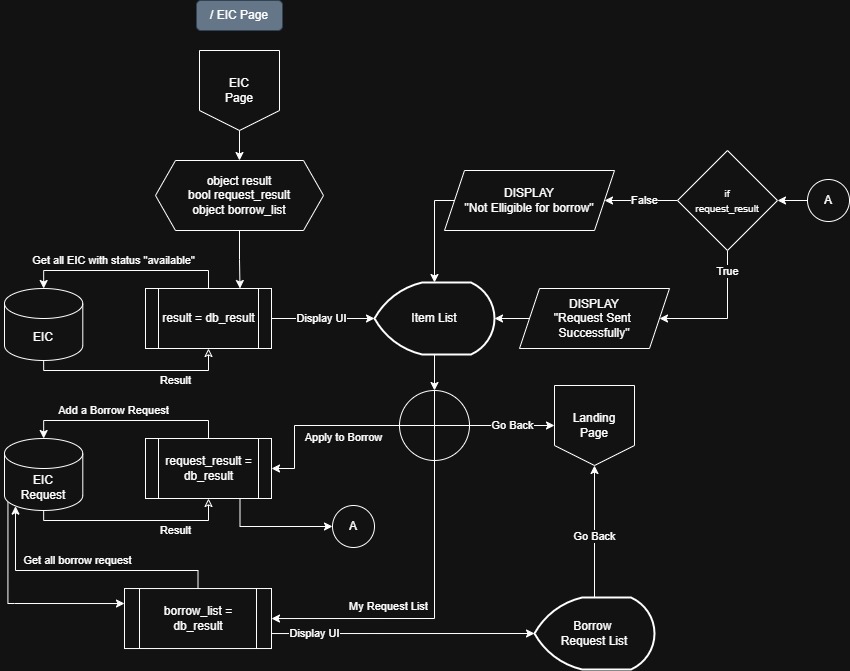 / EIC Page
EIC
Page
object result
bool request_result
object borrow_list
DISPLAY
"Not Elligible for borrow"
False
if
request_result
A
True
Get all EIC with status "available"
EIC
result = db_result
Display UI
Item List
DISPLAY
"Request Sent
Successfully"
Result
Add a Borrow Request
EIC
Request
request_result =
db_result
Apply to Borrow
Go Back
Landing
Page
Result
A
Go Back
Get all borrow request
borrow_list =
db_result
My Request List
Display UI
Borrow
Request List